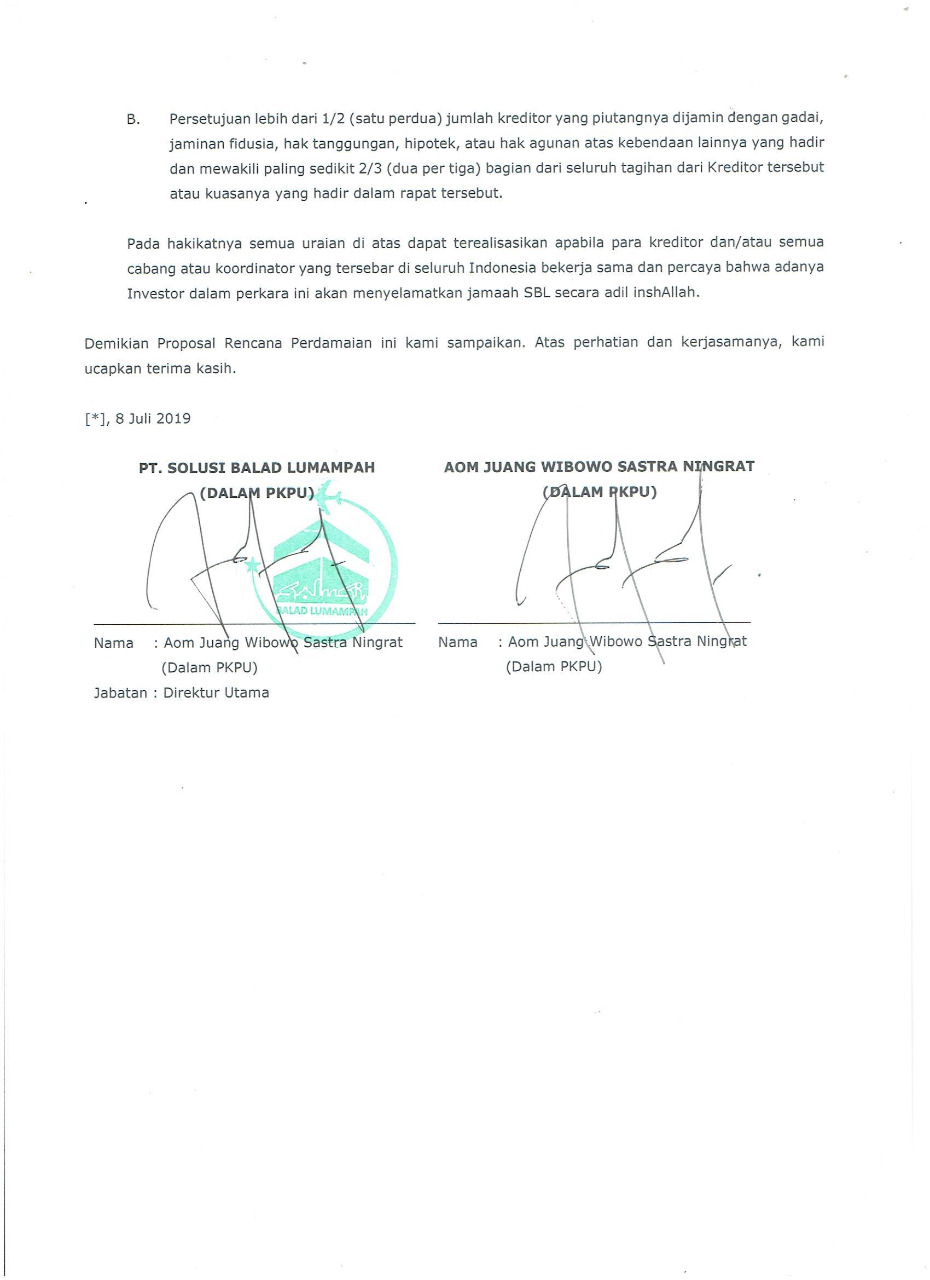 B. Persetujuan lebih dari 1/2 (satu perdua) jumlah kreditor yang piutangnya dijamin dengan gadai,
jaminan fidusia, hak tanggungan, hipotek, atau hak agunan atas kebendaan lainnya yang hadir
dan mewakili paling sedikit 2/3 (dua per tiga) bagian dari seluruh tagihan dari Kreditor tersebut
atau kuasanya yang hadir dalam rapat tersebut.
Pada hakikatnya semua uraian di atas dapat terealisasikan apabila para kreditor dan/atau semua
cabang atau koordinator yang tersebar di seluruh Indonesia bekerja sama dan percaya bahwa adanya
Investor dalam perkara ini akan menyelamatkan jamaah SBL secara adil inshAllah.
Demikian Proposal Rencana Perdamaian ini kami sampaikan. Atas perhatian dan kerjasamanya, kami
ucapkan terima kasih.
[*], 8 Juli 2019
PT. SOLUSI BALAD LUMAMPAH
(DALAM PKPU)
BALAD LUMAMPAH
Nama : Aom Juang Wibowo Sastra Ningrat
(Dalam PKPU)
Jabatan : Direktur Utama
AOM JUANG WIBOWO SASTRA NINGRAT
(DALAM PKPU)
Nama : Aom Juang Wibowo Sastra Ningrat
(Dalam PKPU)